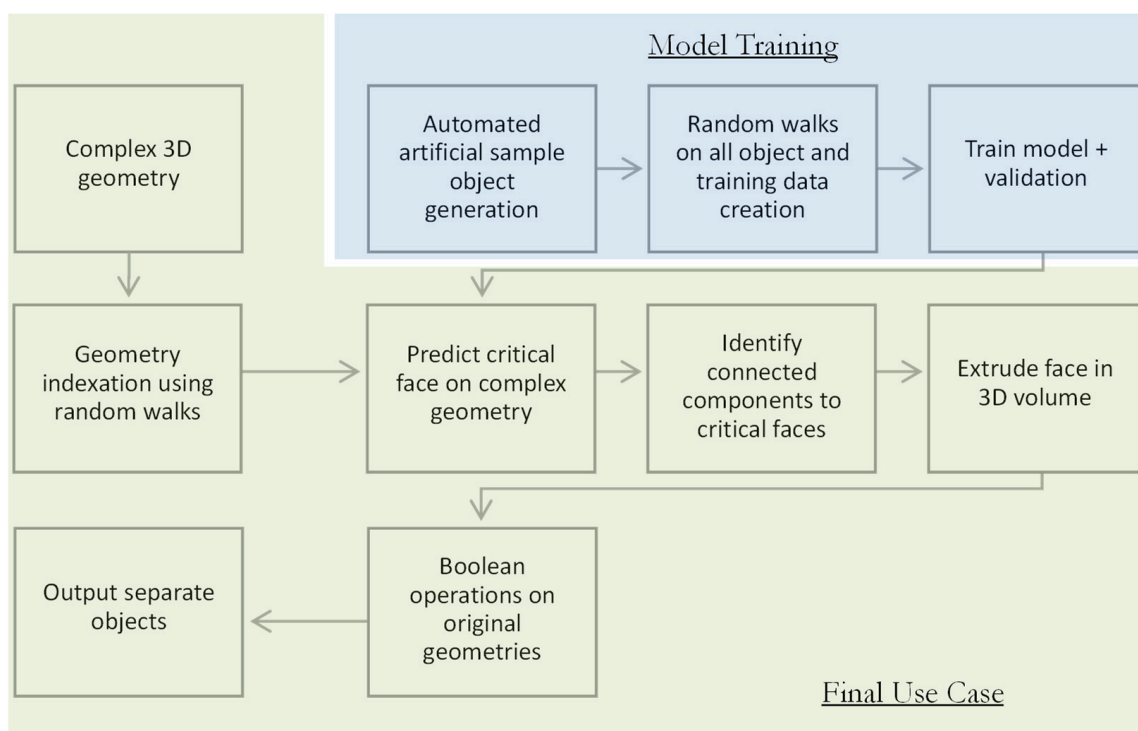 Model Training
Complex 3D
geometry
Automated
artificial sample
object
generation
Random walks
on all object and
training data
creation
Train model +
validation
Geometry
indexation using
random walks
Predict critical
face on complex
geometry
Identify
connected
components to
critical faces
Extrude face in
3D volume
Output separate
objects
Boolean
operations on
original
geometries
Final Use Case